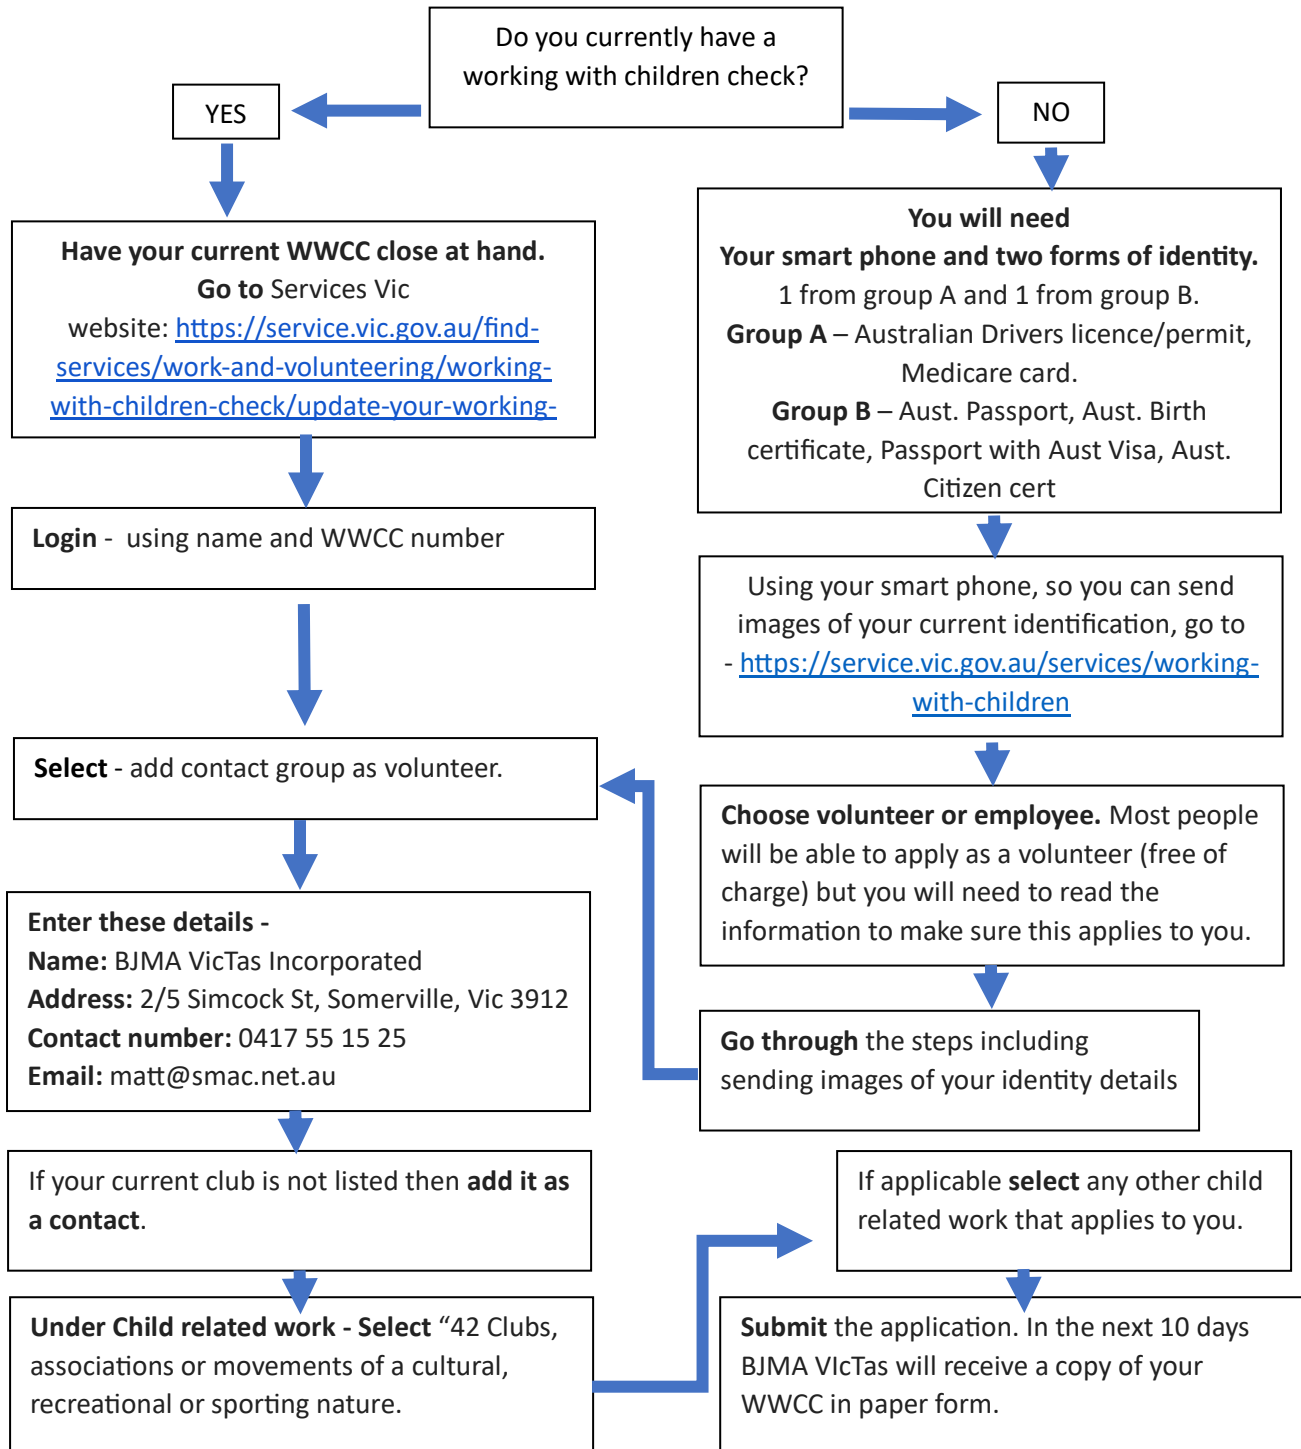 Do you currently have a
working with children check?
YES
NO
Have your current WWCC close at hand.
Go to Services Vic
website: https://service.vic.gov.au/find-
services/work-and-volunteering/working-
with-children-check/update-your-working-
Login -  using name and WWCC number
Select - add contact group as volunteer.
Enter these details -
Name: BJMA VicTas Incorporated
Address: 2/5 Simcock St, Somerville, Vic 3912
Contact number: 0417 55 15 25
Email: matt@smac.net.au
If your current club is not listed then add it as
a contact.
Under Child related work - Select “42 Clubs,
associations or movements of a cultural,
recreational or sporting nature.
You will need
Your smart phone and two forms of identity.
1 from group A and 1 from group B.
Group A – Australian Drivers licence/permit,
Medicare card.
Group B – Aust. Passport, Aust. Birth
certificate, Passport with Aust Visa, Aust.
Citizen cert
Using your smart phone, so you can send
images of your current identification, go to
- https://service.vic.gov.au/services/working-
with-children
Choose volunteer or employee. Most people
will be able to apply as a volunteer (free of
charge) but you will need to read the
information to make sure this applies to you.
Go through the steps including
sending images of your identity details
If applicable select any other child
related work that applies to you.
Submit the application. In the next 10 days
BJMA VIcTas will receive a copy of your
WWCC in paper form.